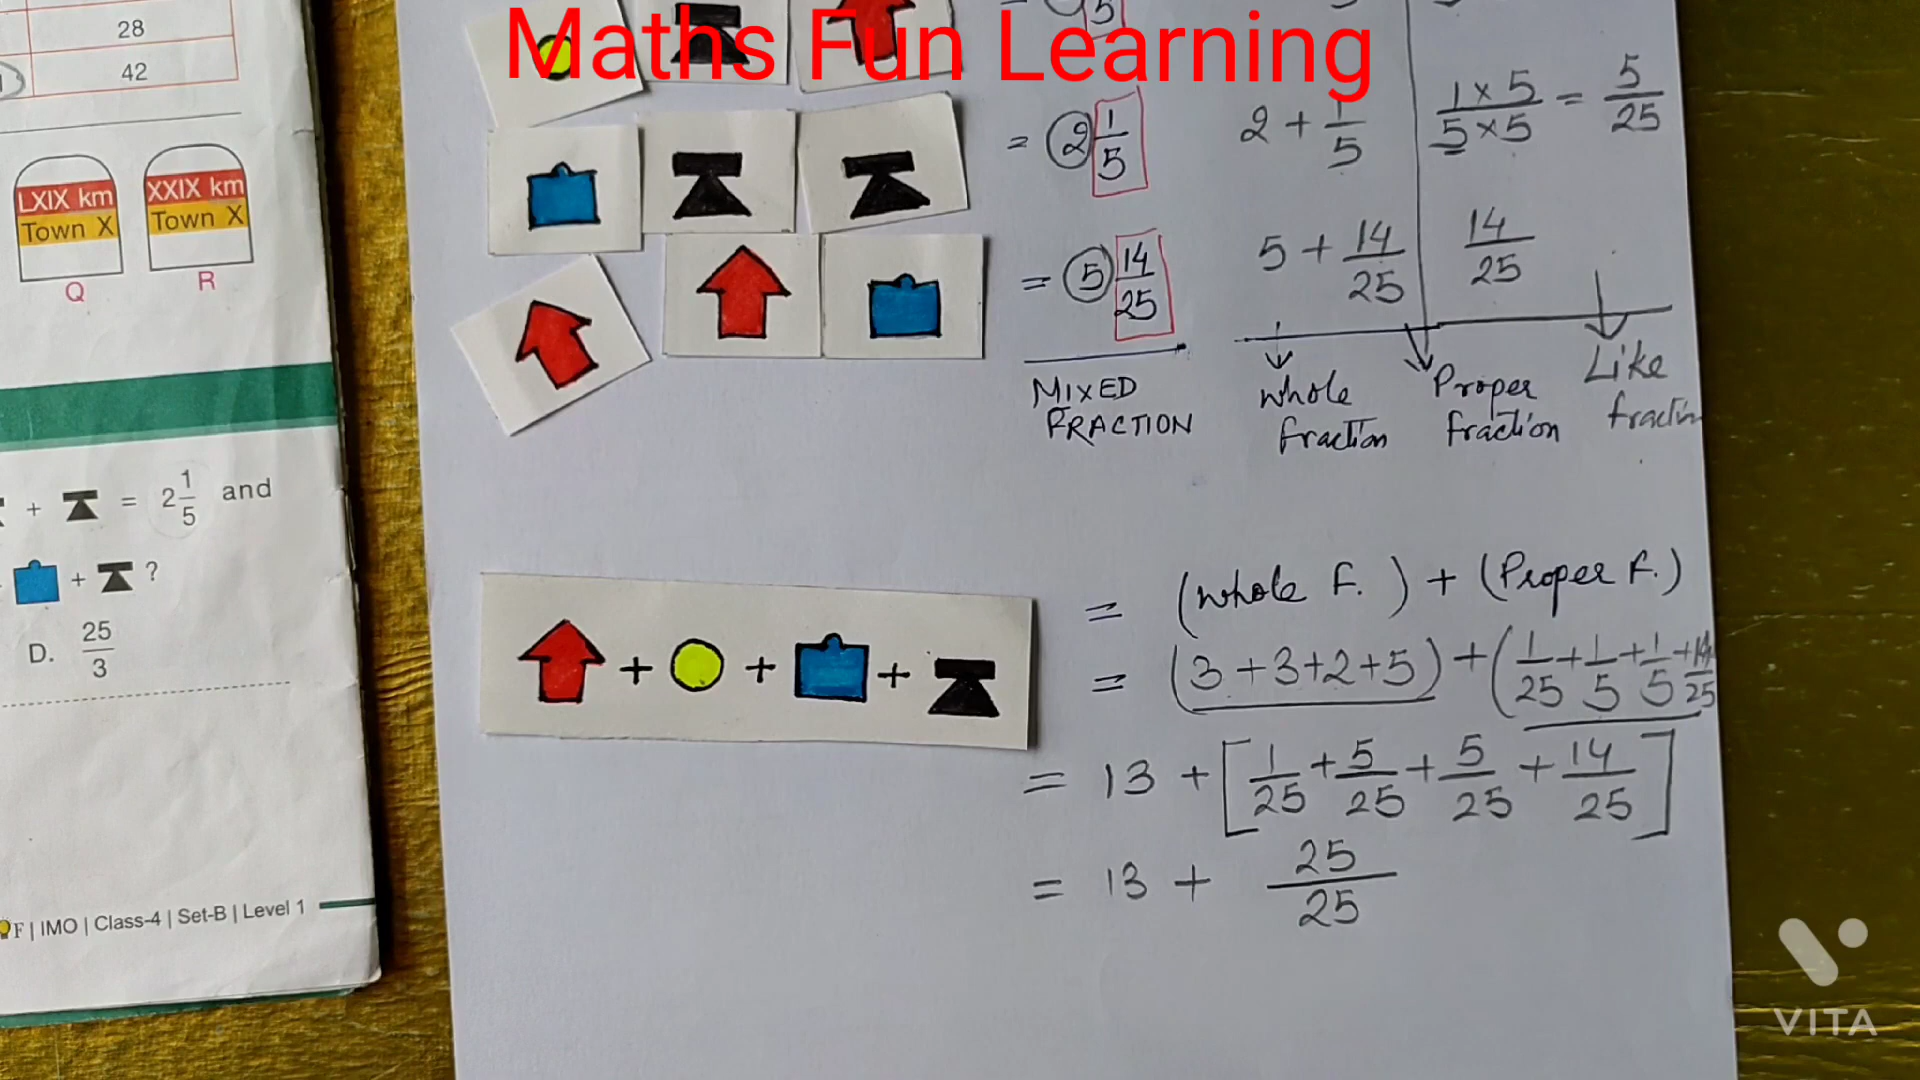 Maths Fun Learning
28
42
LXIX km
Town X
Q
XXIX km
Town X
R
+ = 2 1/5 and
+ ?
D. 25/3
F | IMO | Class-4 | Set-B | Level 1
5
= 2 1/5
2 + 1/5
1 × 5 / 5 × 5 = 5/25
= 5 14/25
5 + 14/25
14/25
MIXED
FRACTION
whole
fraction
Proper
fraction
Like
fraction
= (whole F.) + (Proper F.)
+ + +
= (3 + 3 + 2 + 5) + (1/25 + 1/5 + 1/5 + 14/25
= 13 + [1/25 + 5/25 + 5/25 + 14/25]
= 13 + 25/25
VITA